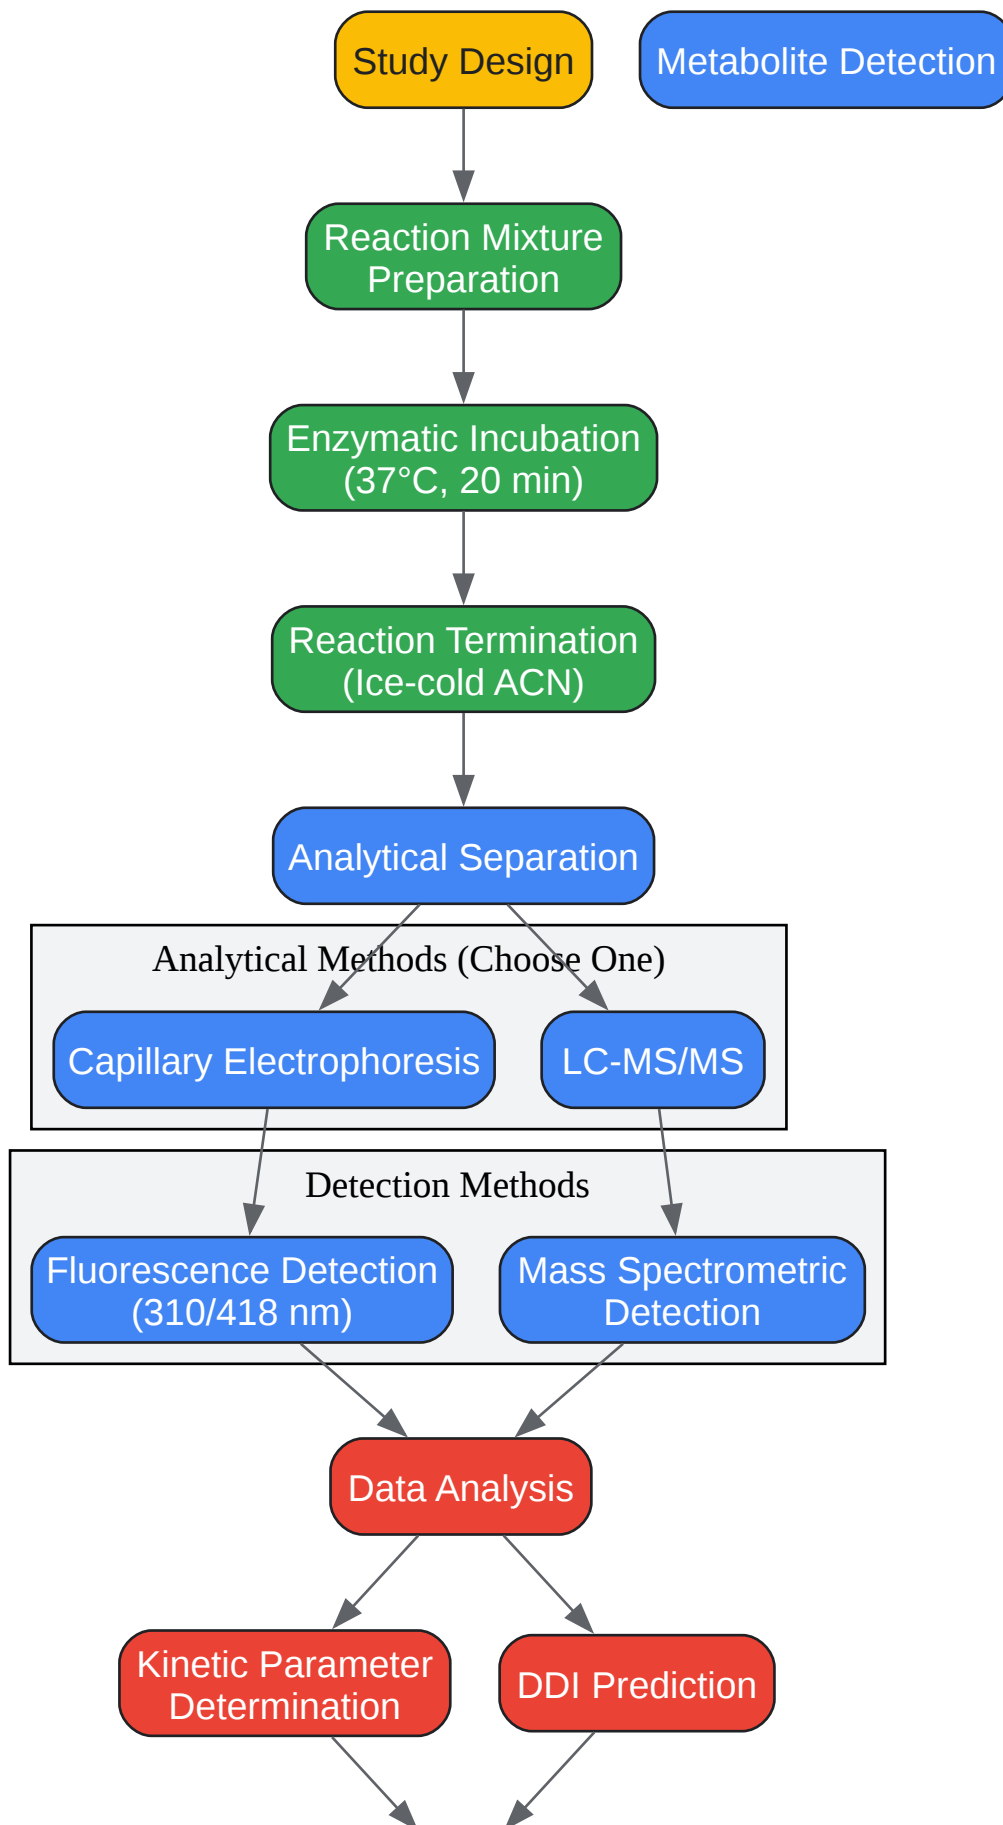 Study Design
Metabolite Detection
Reaction Mixture
Preparation
Enzymatic Incubation
(37°C, 20 min)
Reaction Termination
(Ice-cold ACN)
Analytical Separation
Analytical Methods (Choose One)
Capillary Electrophoresis
LC-MS/MS
Detection Methods
Fluorescence Detection
(310/418 nm)
Mass Spectrometric
Detection
Data Analysis
Kinetic Parameter
Determination
DDI Prediction